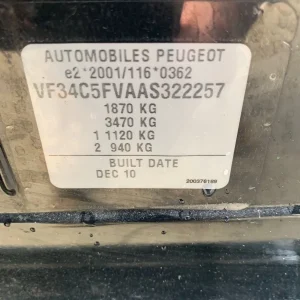 AUTOMOBILES PEUGEOT
e2*2001/116*0362
VF34C5FVAAS322257
1870 KG
3470 KG
1 1120 KG
2 940 KG
BUILT DATE
DEC 10